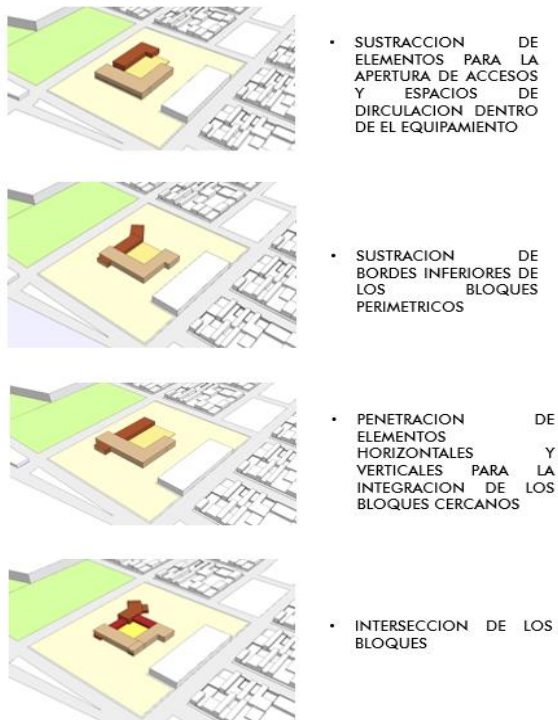 • SUSTRACCION DE
ELEMENTOS PARA LA
APERTURA DE ACCESOS
Y ESPACIOS DE
DIRCULACION DENTRO
DE EL EQUIPAMIENTO
• SUSTRACION DE
BORDES INFERIORES DE
LOS BLOQUES
PERIMETRICOS
• PENETRACION DE
ELEMENTOS
HORIZONTALES Y
VERTICALES PARA LA
INTEGRACION DE LOS
BLOQUES CERCANOS
• INTERSECCION DE LOS
BLOQUES